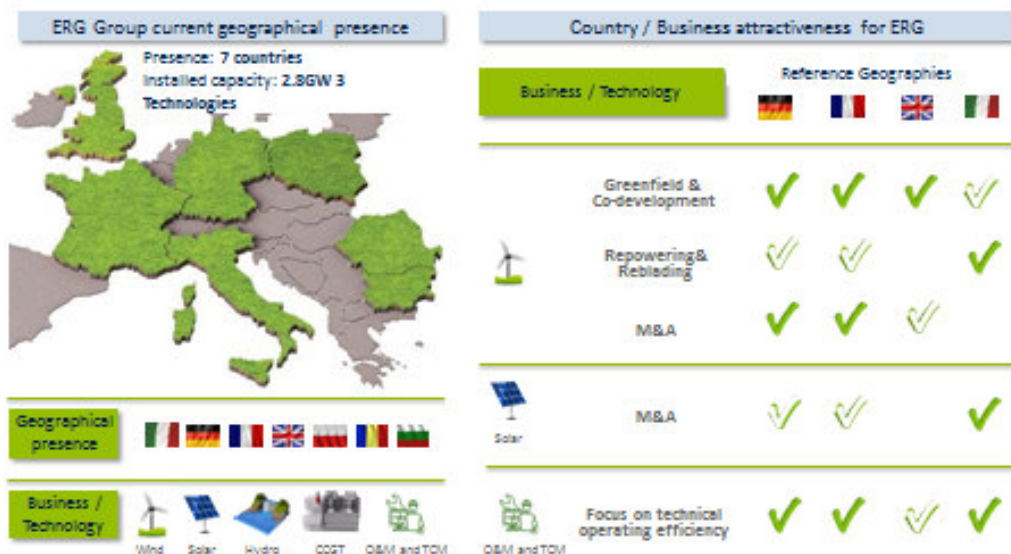 ERG Group current geographical presence
Presence: 7 countries
Installed capacity: 2.8GW 3
Technologies
Geographical
presence
Business /
Technology
Wind
Solar
Hydro
CCGT
O&M and TCM
Country / Business attractiveness for ERG
Business / Technology
Reference Geographies
Greenfield &
Co-development
Repowering&
Reblading
M&A
Solar
M&A
O&M and TCM
Focus on technical
operating efficiency